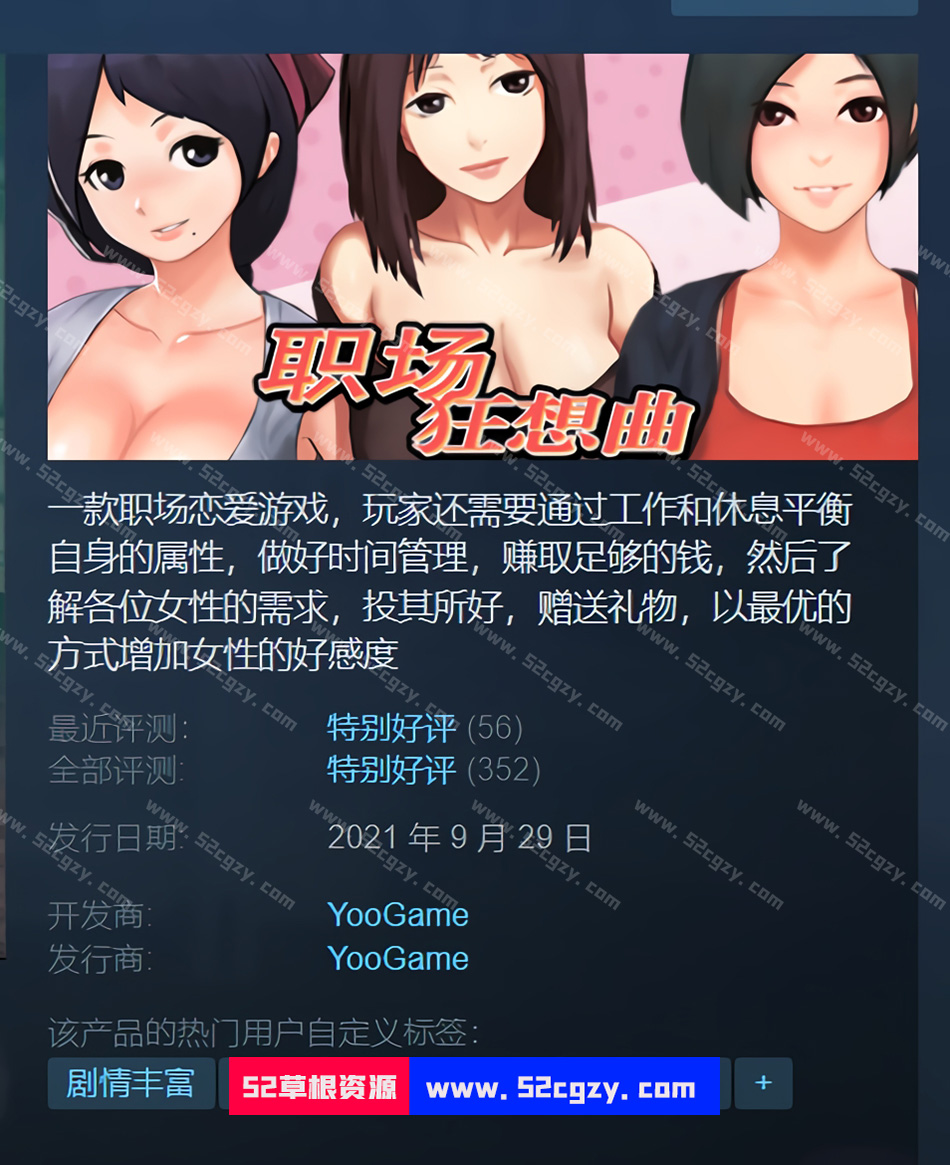 职场
狂想曲
一款职场恋爱游戏，玩家还需要通过工作和休息平衡
自身的属性，做好时间管理，赚取足够的钱，然后了
解各位女性的需求，投其所好，赠送礼物，以最优的
方式增加女性的好感度
最近评测: 特别好评 (56)
全部评测: 特别好评 (352)
发行日期: 2021 年 9 月 29 日
开发商: YooGame
发行商: YooGame
该产品的热门用户自定义标签:
剧情丰富 52草根资源 www.52cgzy.com +